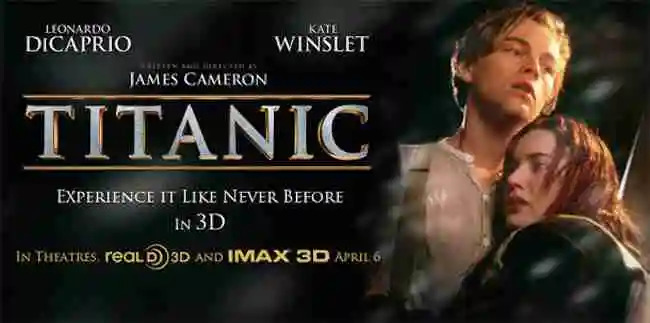 LEONARDO DICAPRIO
KATE WINSLET
WRITTEN AND DIRECTED BY
JAMES CAMERON
TITANIC
EXPERIENCE IT LIKE NEVER BEFORE
IN 3D
IN THEATRES, REALD 3D AND IMAX 3D APRIL 6